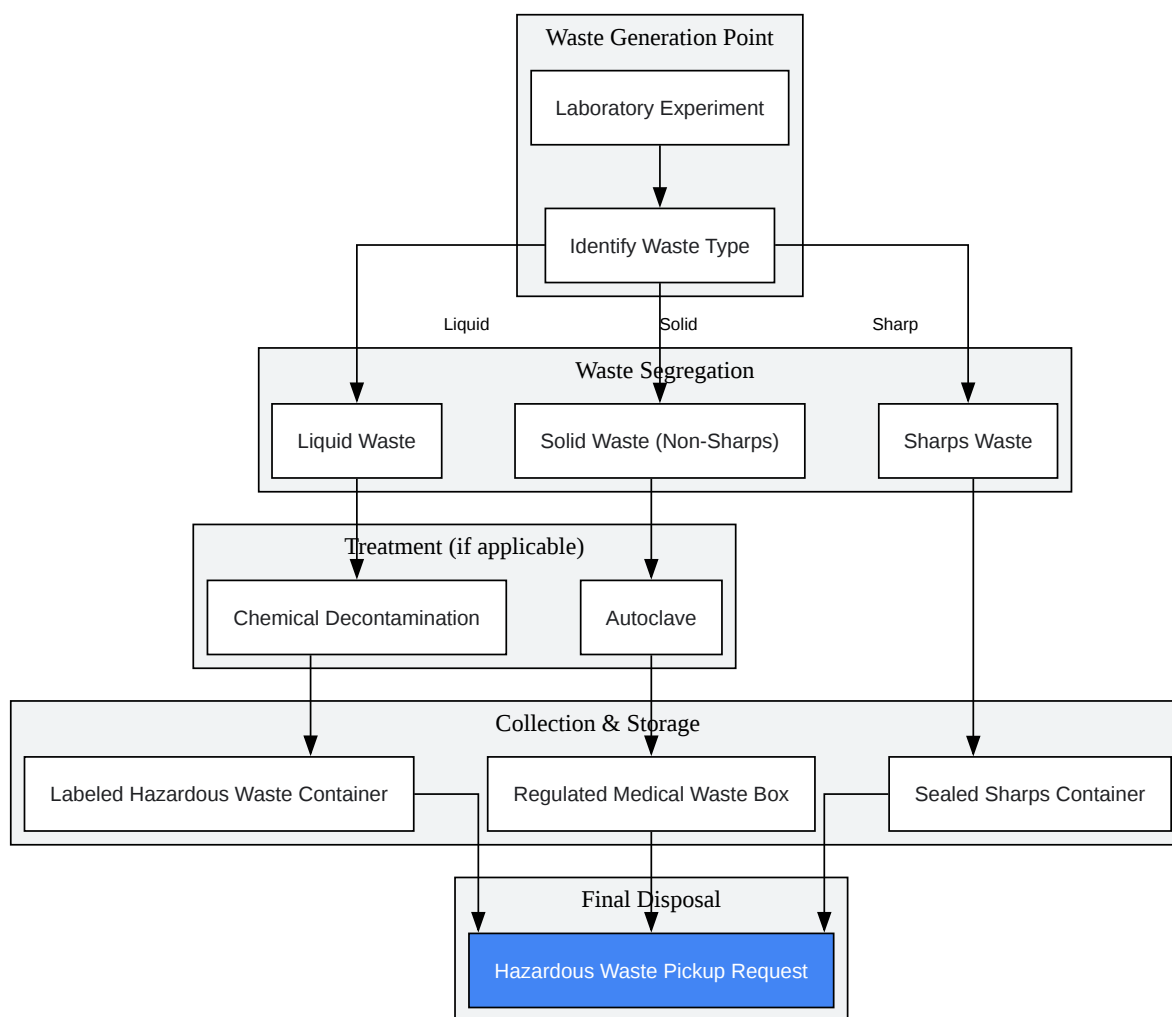 Waste Generation Point
Laboratory Experiment
Identify Waste Type
Liquid
Solid
Sharp
Waste Segregation
Liquid Waste
Solid Waste (Non-Sharps)
Sharps Waste
Treatment (if applicable)
Chemical Decontamination
Autoclave
Collection & Storage
Labeled Hazardous Waste Container
Regulated Medical Waste Box
Sealed Sharps Container
Final Disposal
Hazardous Waste Pickup Request